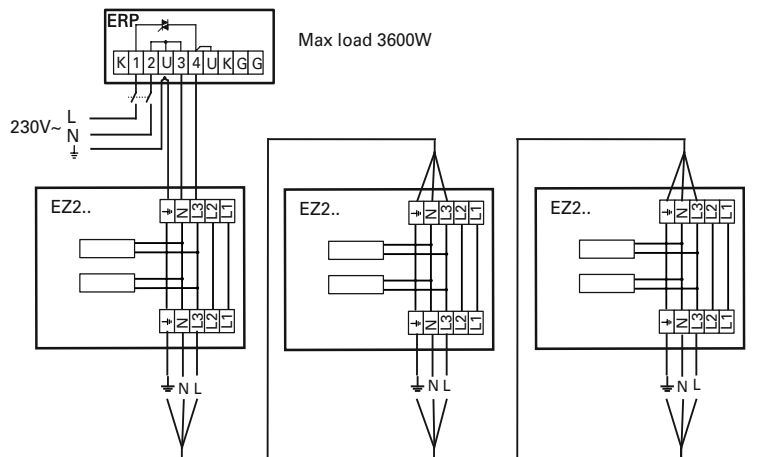 ERP
Max load 3600W
K 1 2 U 3 4 U K G G
L
230V~ N
EZ2..
N L3 L2 L1
N L3 L2 L1
N L
EZ2..
N L3 L2 L1
N L3 L2 L1
N L
EZ2..
N L3 L2 L1
N L3 L2 L1
N L